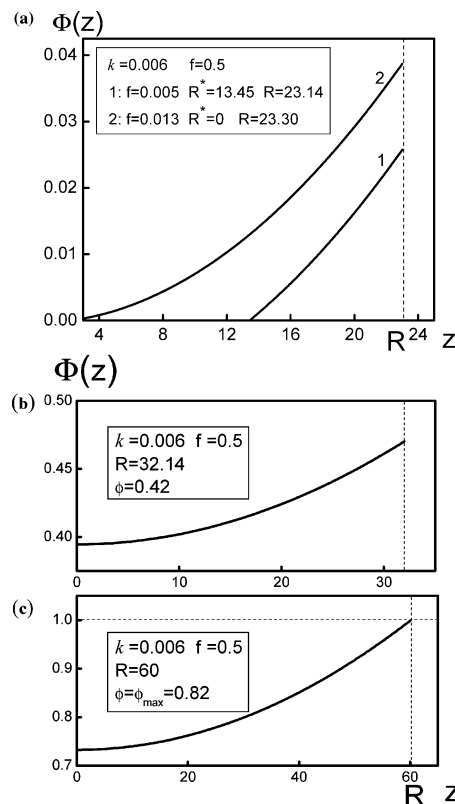 (a) Φ(z)
0.04
k =0.006 f=0.5
1: f=0.005 R*=13.45 R=23.14
2: f=0.013 R*=0 R=23.30
2
0.03
1
0.02
0.01
0.00
4 8 12 16 20 24
R z
Φ(z)
(b)
0.50
k =0.006 f=0.5
R=32.14
ϕ=0.42
0.45
0.40
0 10 20 30
(c)
1.0
k =0.006 f =0.5
R=60
ϕ=ϕmax=0.82
0.9
0.8
0.7
0 20 40 60
R z